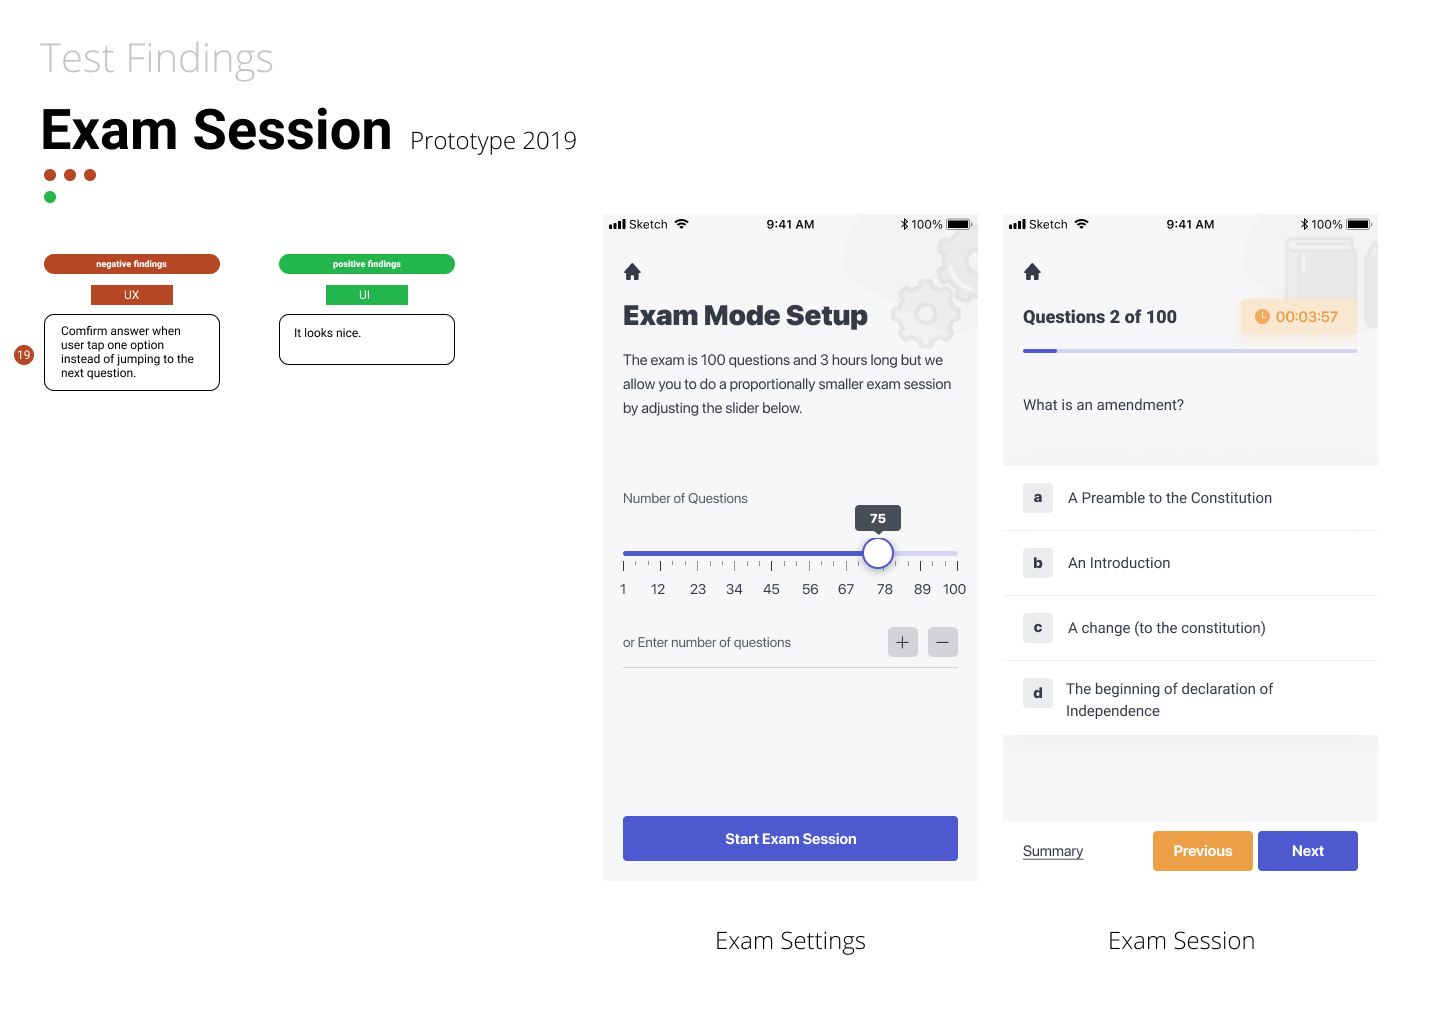 Test Findings
Exam Session Prototype 2019
negative findings
positive findings
UX
UI
19
Comfirm answer when
user tap one option
instead of jumping to the
next question.
It looks nice.
Sketch 9:41 AM 100%
Exam Mode Setup
The exam is 100 questions and 3 hours long but we
allow you to do a proportionally smaller exam session
by adjusting the slider below.
Number of Questions
75
1 12 23 34 45 56 67 78 89 100
or Enter number of questions + −
Start Exam Session
Exam Settings
Sketch 9:41 AM 100%
Questions 2 of 100 00:03:57
What is an amendment?
a A Preamble to the Constitution
b An Introduction
c A change (to the constitution)
d The beginning of declaration of
Independence
Summary Previous Next
Exam Session